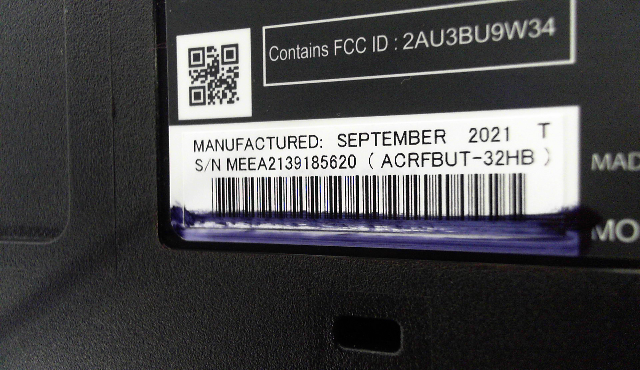 Contains FCC ID : 2AU3BU9W34
MANUFACTURED: SEPTEMBER 2021 T
S/N MEEA2139185620 ( ACRFBUT-32HB )
MAD
MO